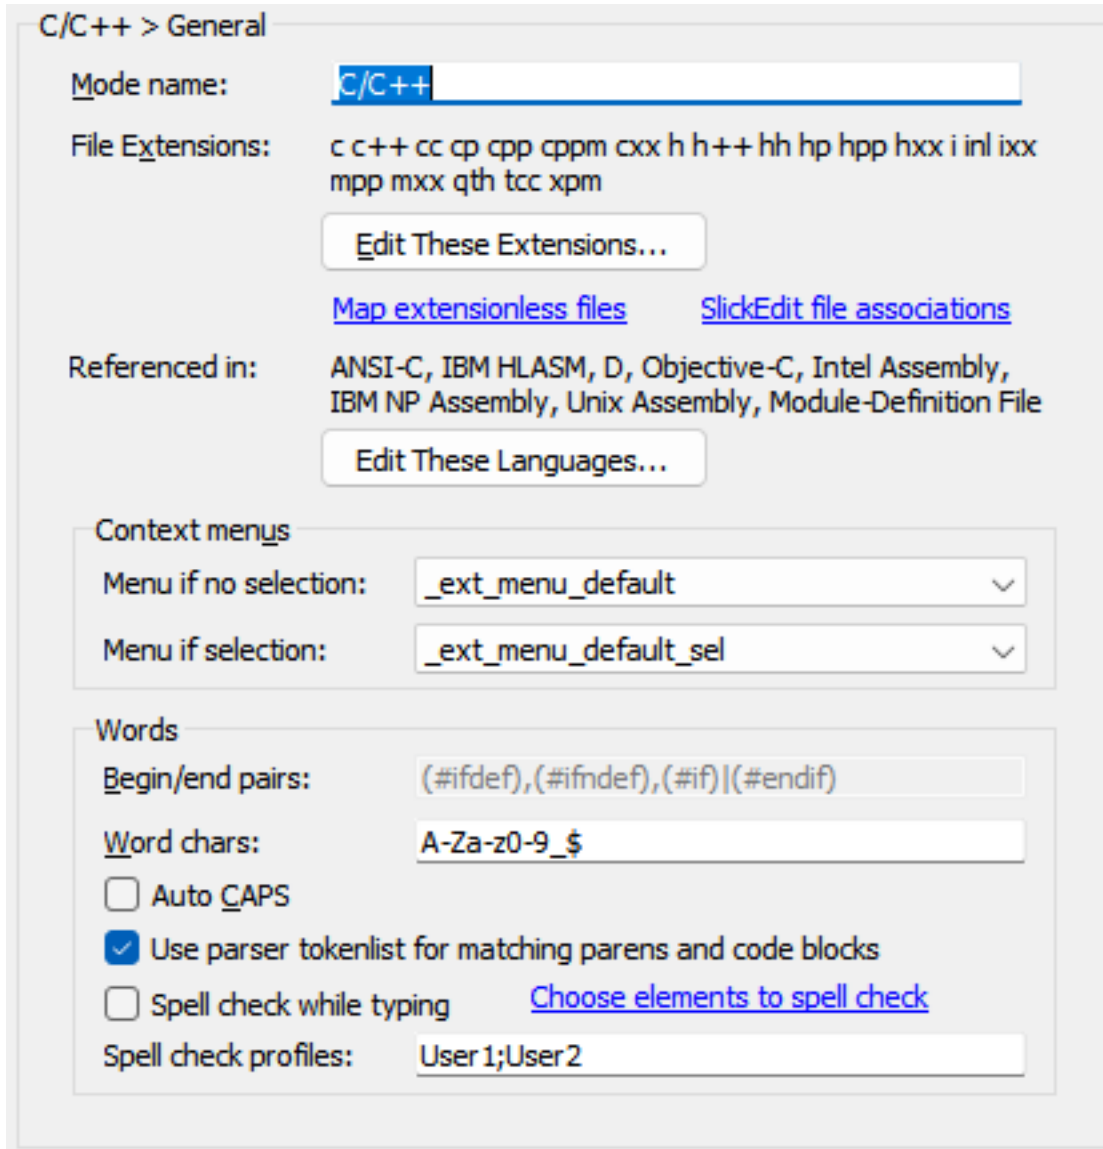 C/C++ > General
Mode name: C/C++
File Extensions: c c++ cc cp cpp cppm cxx h h++ hh hp hpp hxx i inl ixx
mpp mxx qth tcc xpm
Edit These Extensions...
Map extensionless files SlickEdit file associations
Referenced in: ANSI-C, IBM HLASM, D, Objective-C, Intel Assembly,
IBM NP Assembly, Unix Assembly, Module-Definition File
Edit These Languages...
Context menus
Menu if no selection: _ext_menu_default
Menu if selection: _ext_menu_default_sel
Words
Begin/end pairs: (#ifdef),(#ifndef),(#if)|(#endif)
Word chars: A-Za-z0-9_$
Auto CAPS
Use parser tokenlist for matching parens and code blocks
Spell check while typing Choose elements to spell check
Spell check profiles: User1;User2